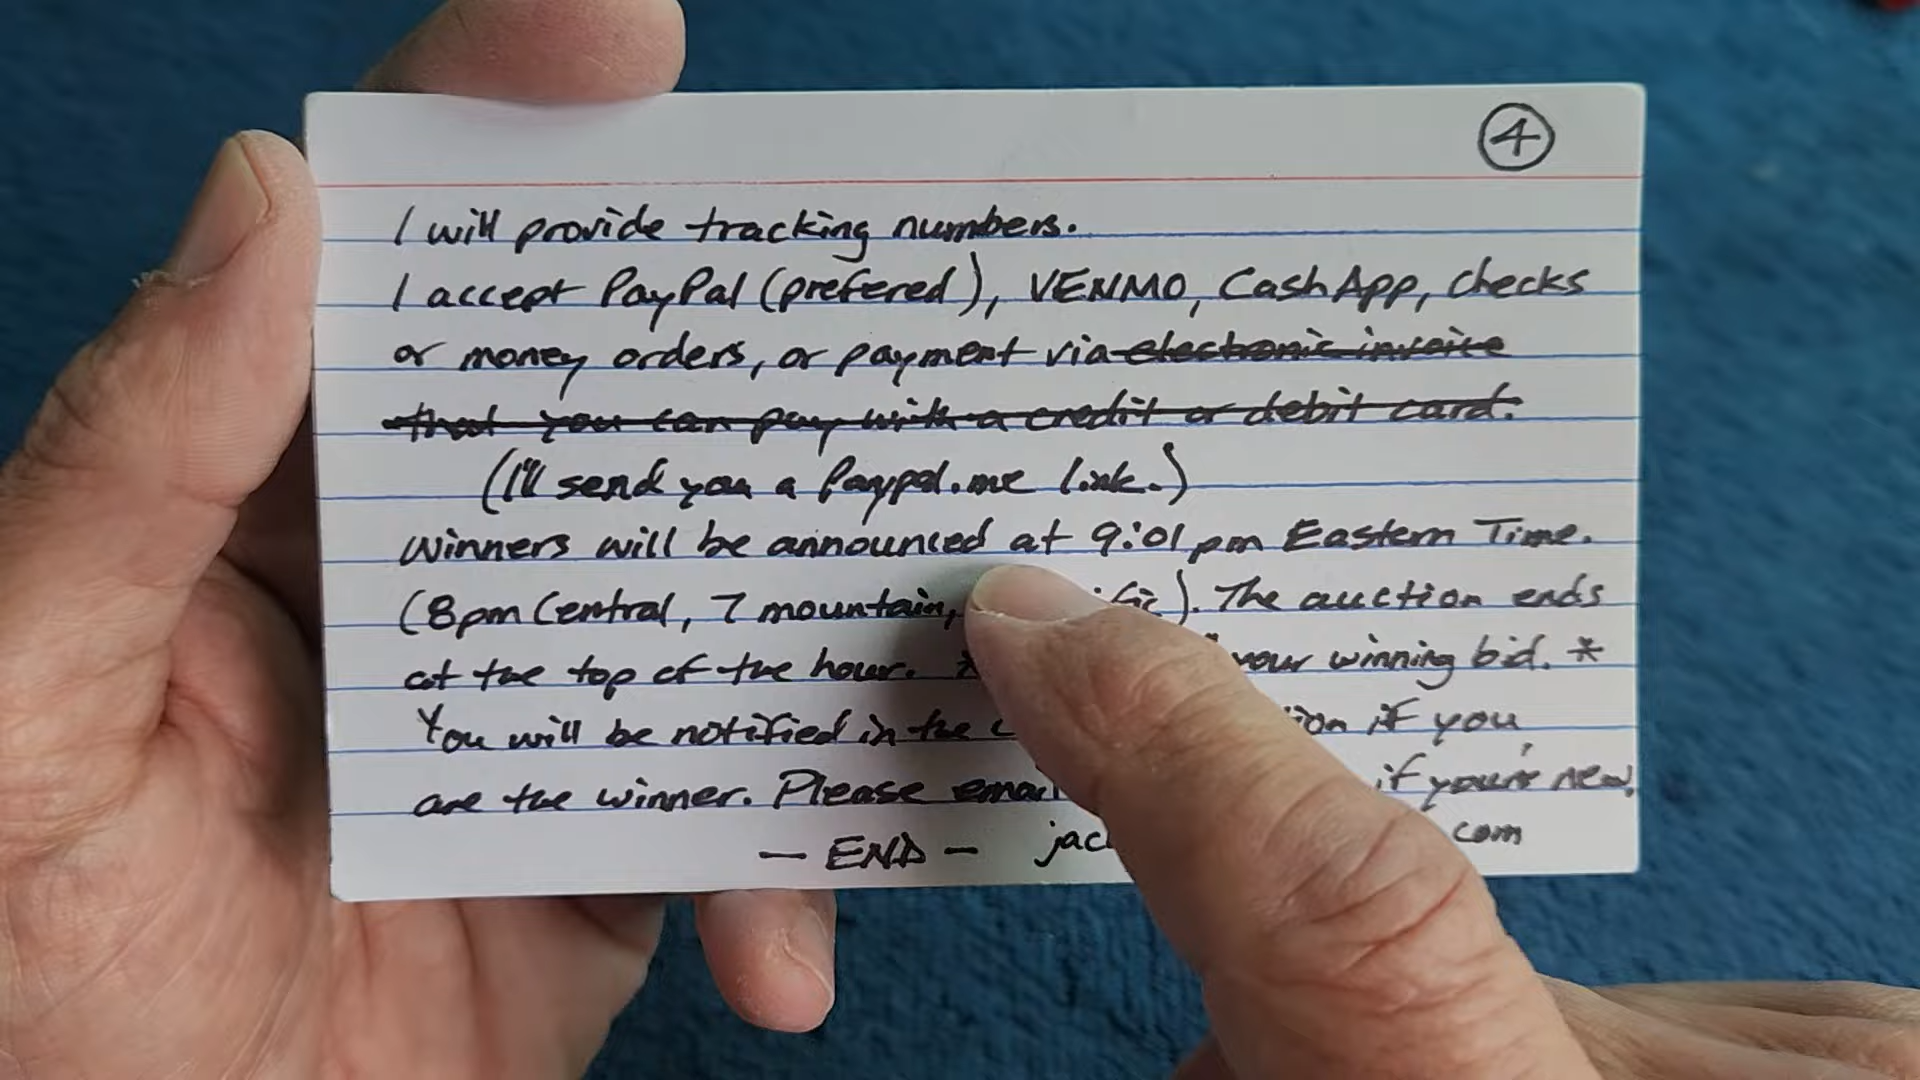 4
I will provide tracking numbers.
I accept PayPal (prefered), VENMO, CashApp, checks
or money orders, or payment via electronic invoice
that you can pay with a credit or debit card.
(I'll send you a Paypal.me link.)
Winners will be announced at 9:01 pm Eastern Time.
(8pm Central, 7 mountain, ). The auction ends
at the top of the hour. * your winning bid. *
You will be notified in the if you
are the winner. Please email if you're new,
— END — com